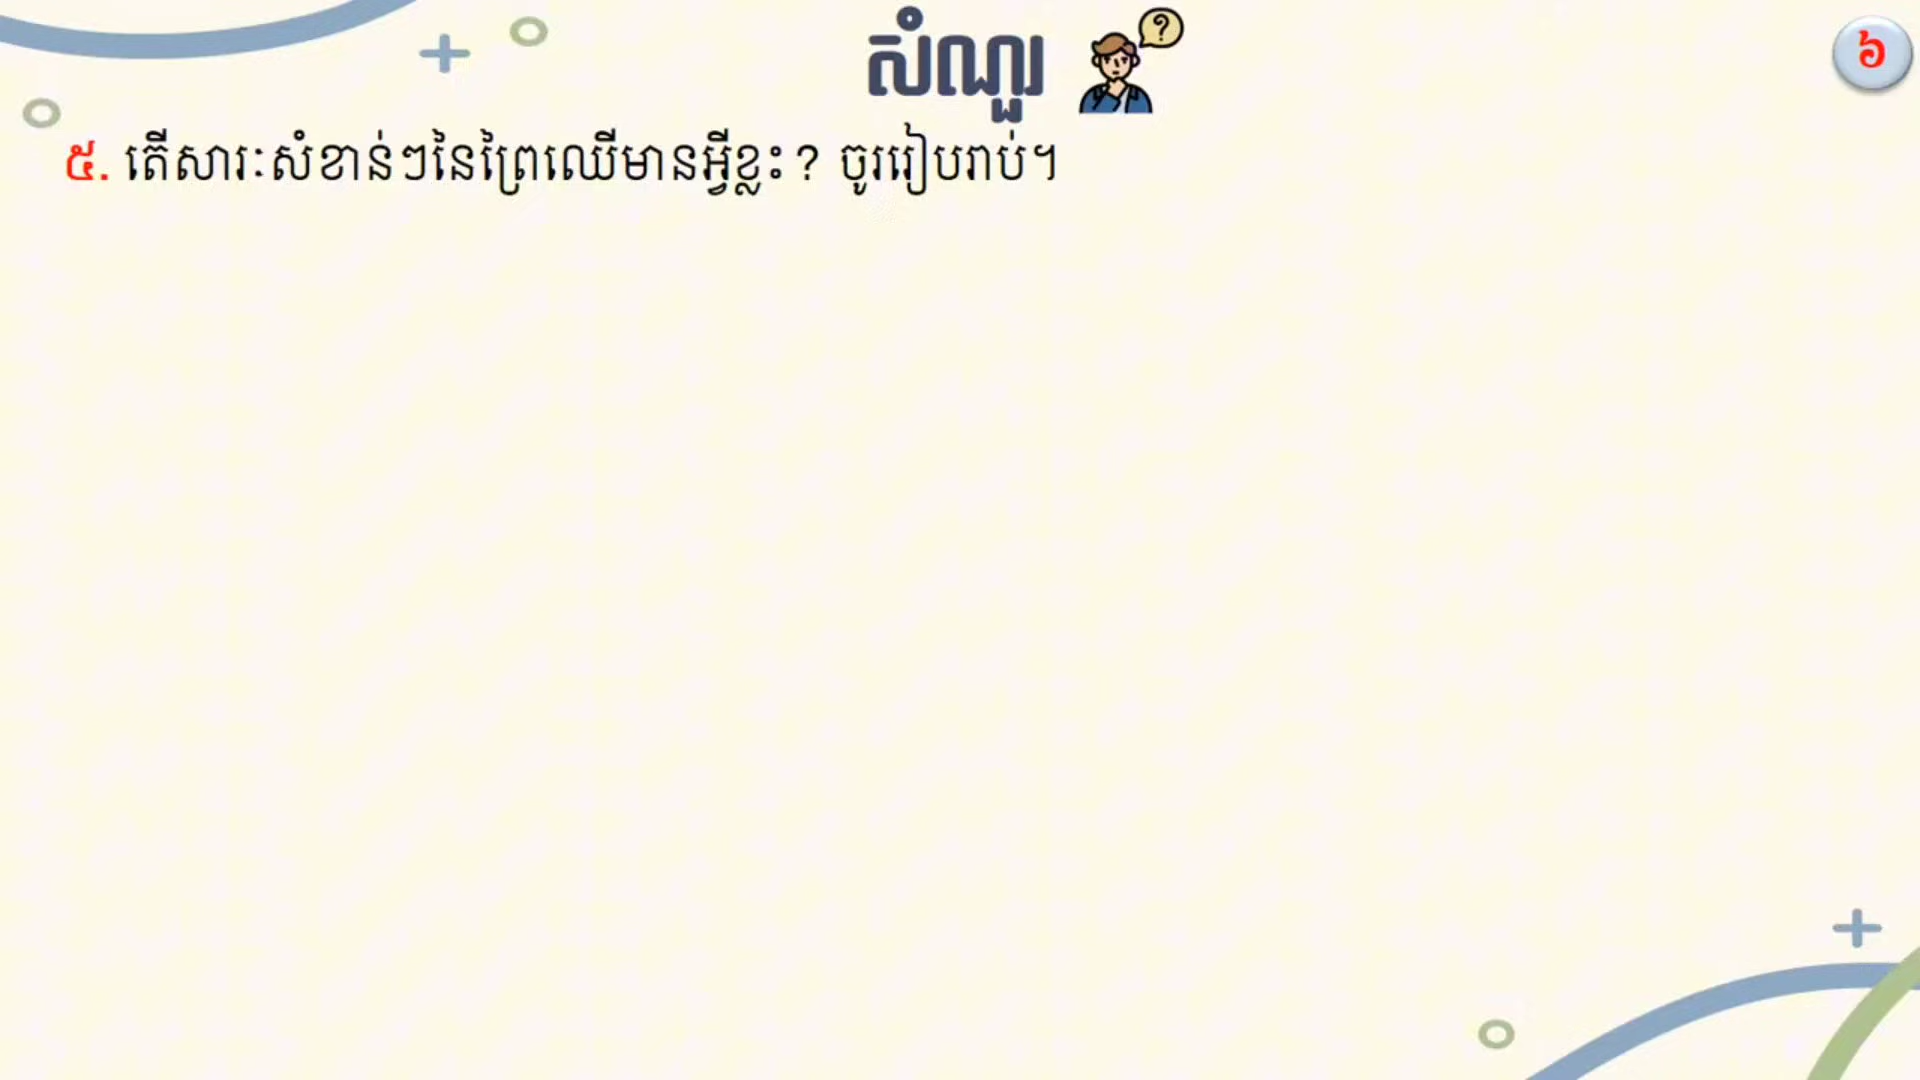 សំណួរ
?
៦
៥. តើសារៈសំខាន់ៗនៃព្រៃឈើមានអ្វីខ្លះ? ចូររៀបរាប់។